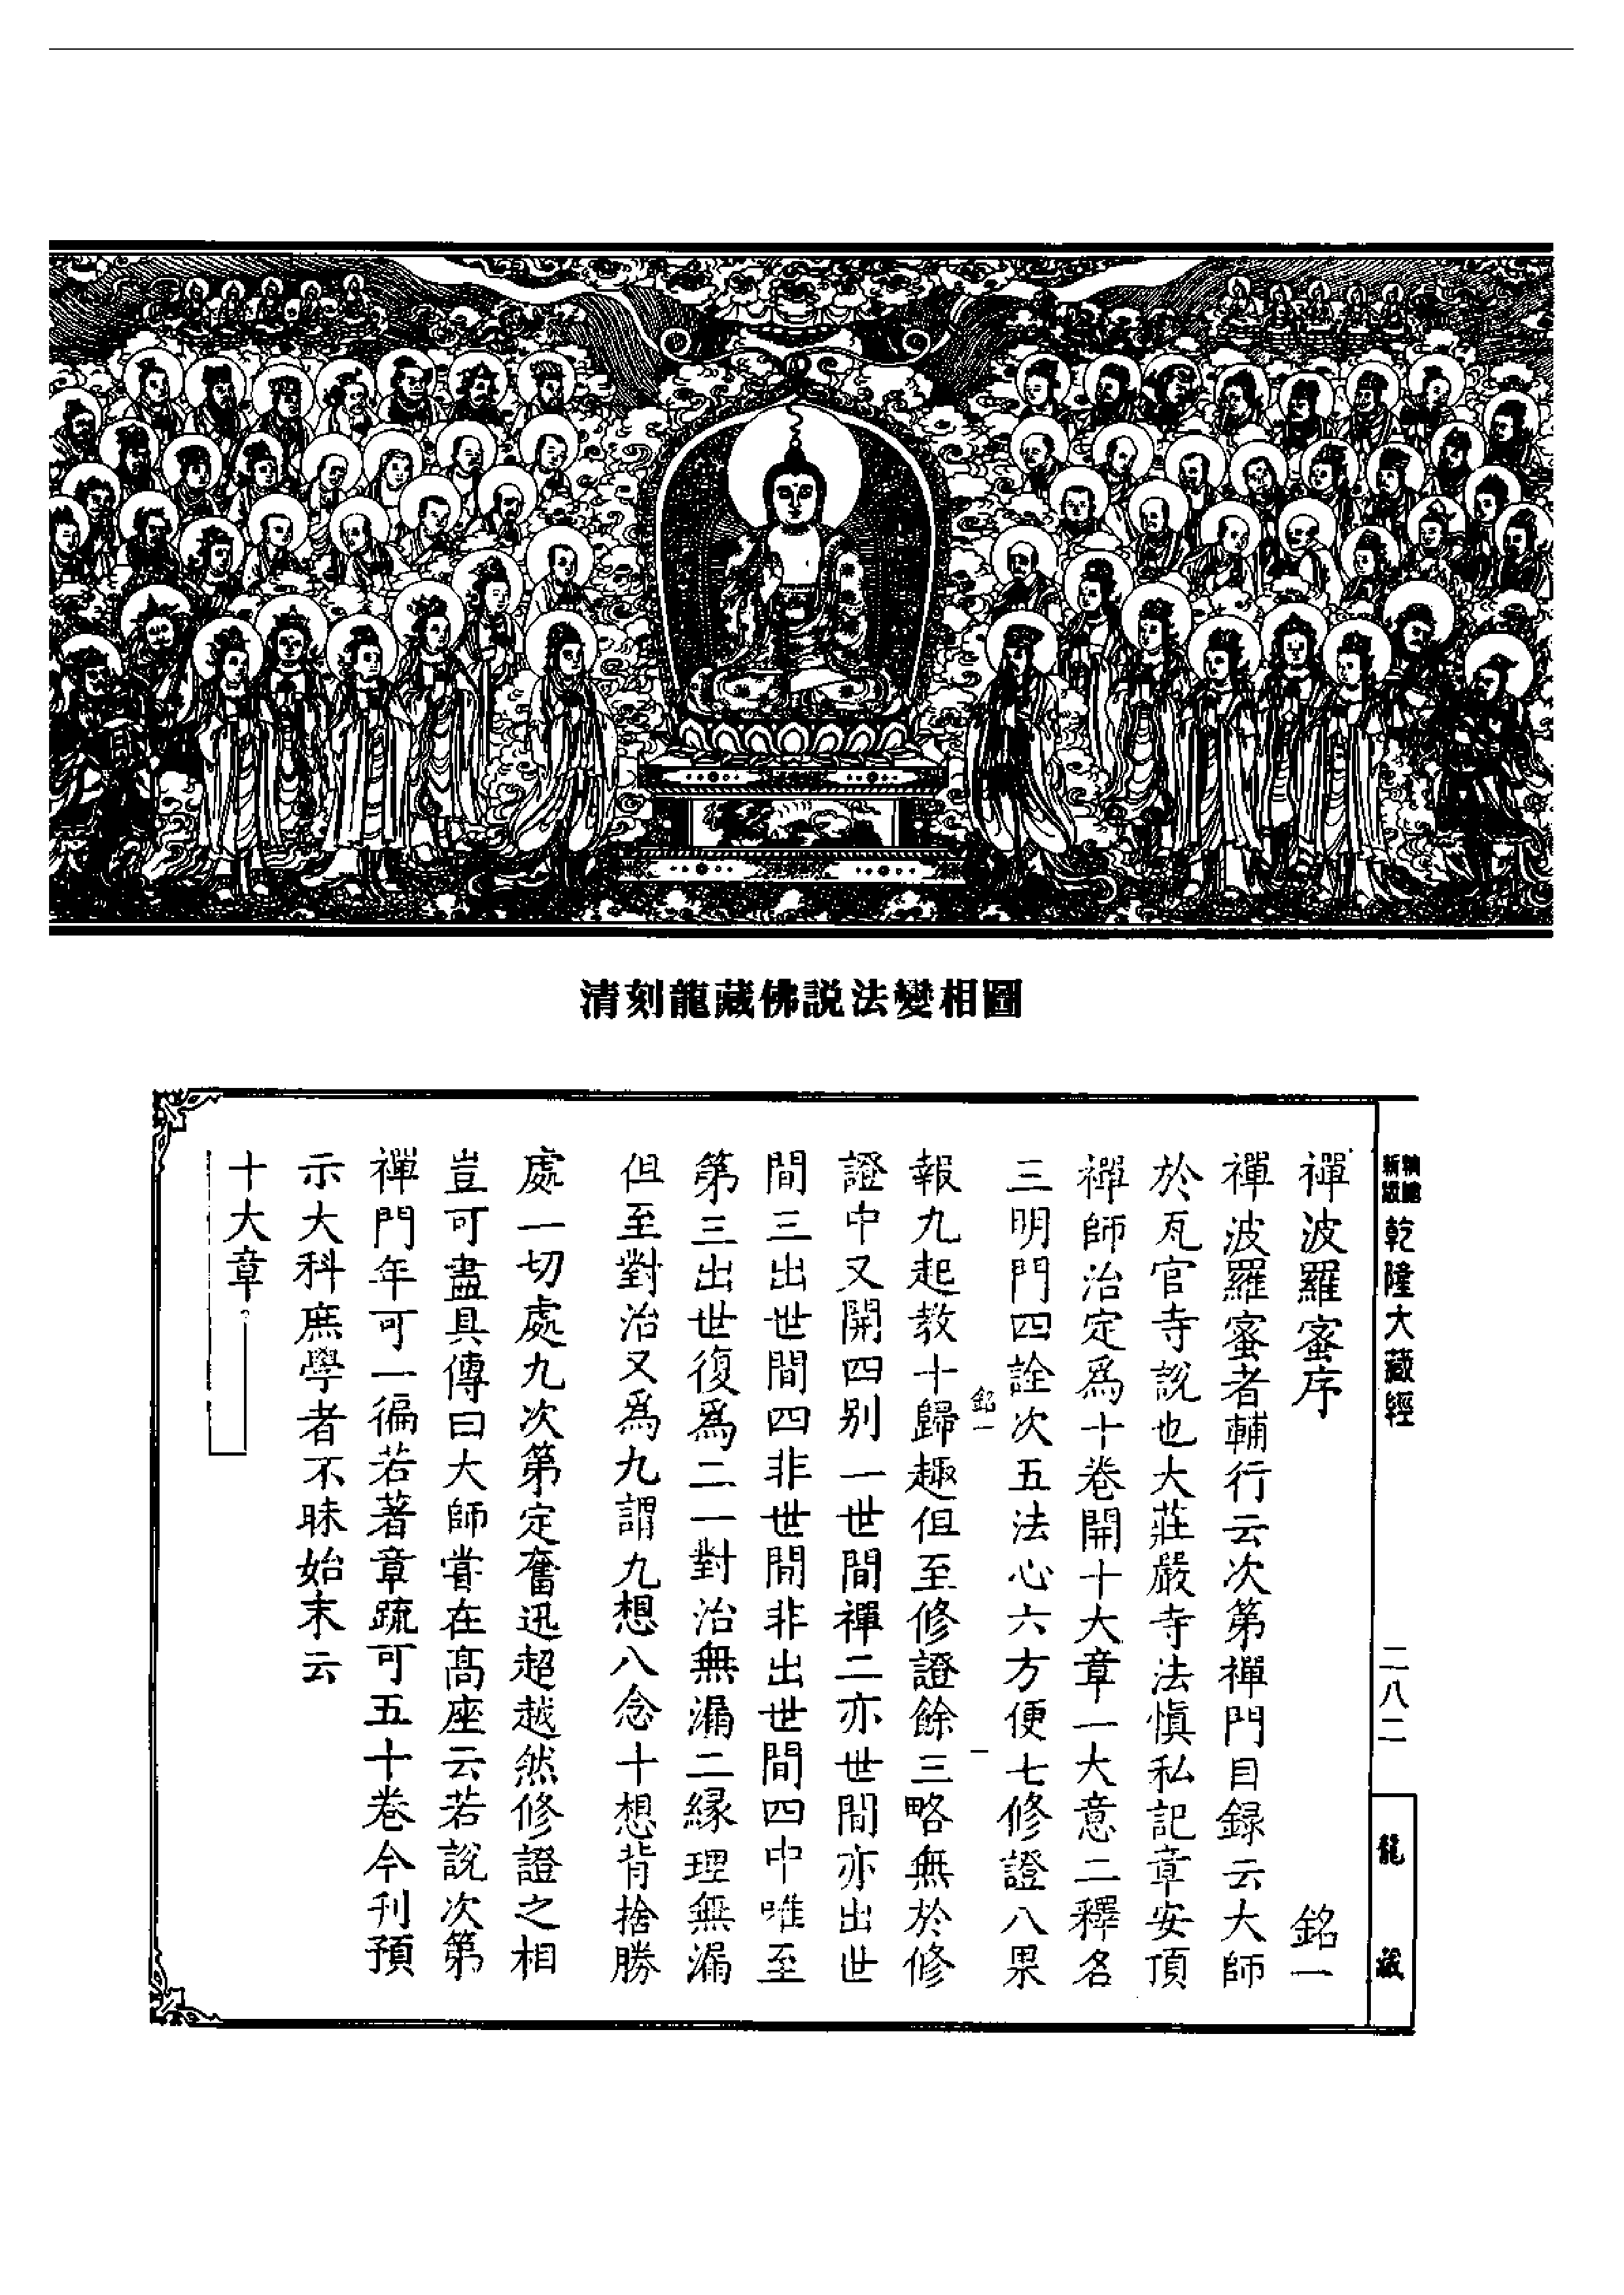 清刻龍藏佛説法變相圖
新版
乾隆大藏經
二八二
龍藏
禪波羅蜜序 銘一
禪波羅蜜者輔行云次第禪門目録云大師
於瓦官寺說也大莊嚴寺法慎私記章安頂
禪師治定爲十卷開十大章一大意二釋名
三明門四詮次五法心六方便七修證八果
銘一 一
報九起教十歸趣但至修證餘三略無於修
證中又開四别一世間禪二亦世間亦出世
間三出世間四非世間非出世間四中唯至
第三出世復爲二一對治無漏二緣理無漏
但至對治又爲九謂九想八念十想背捨勝
處一切處九次第定奮迅超越然修證之相
豈可盡具傳曰大師嘗在高座云若說次第
禪門年可一徧若著章疏可五十卷今刋預
示大科庶學者不昧始末云
十大章